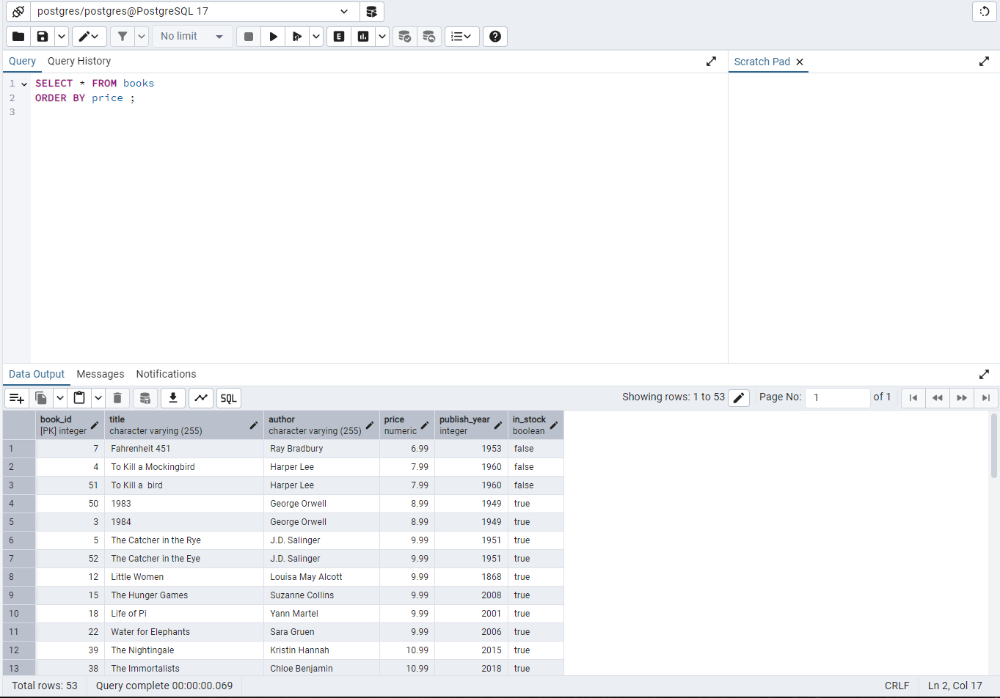 postgres/postgres@PostgreSQL 17
No limit
E
Query Query History
Scratch Pad
1 SELECT * FROM books
2 ORDER BY price ;
3
Data Output Messages Notifications
SQL Showing rows: 1 to 53 Page No: 1 of 1
book_id title author price publish_year in_stock
[PK] integer character varying (255) character varying (255) numeric integer boolean
1 7 Fahrenheit 451 Ray Bradbury 6.99 1953 false
2 4 To Kill a Mockingbird Harper Lee 7.99 1960 false
3 51 To Kill a  bird Harper Lee 7.99 1960 false
4 50 1983 George Orwell 8.99 1949 true
5 3 1984 George Orwell 8.99 1949 true
6 5 The Catcher in the Rye J.D. Salinger 9.99 1951 true
7 52 The Catcher in the Eye J.D. Salinger 9.99 1951 true
8 12 Little Women Louisa May Alcott 9.99 1868 true
9 15 The Hunger Games Suzanne Collins 9.99 2008 true
10 18 Life of Pi Yann Martel 9.99 2001 true
11 22 Water for Elephants Sara Gruen 9.99 2006 true
12 39 The Nightingale Kristin Hannah 10.99 2015 true
13 38 The Immortalists Chloe Benjamin 10.99 2018 true
Total rows: 53 Query complete 00:00:00.069 CRLF Ln 2, Col 17